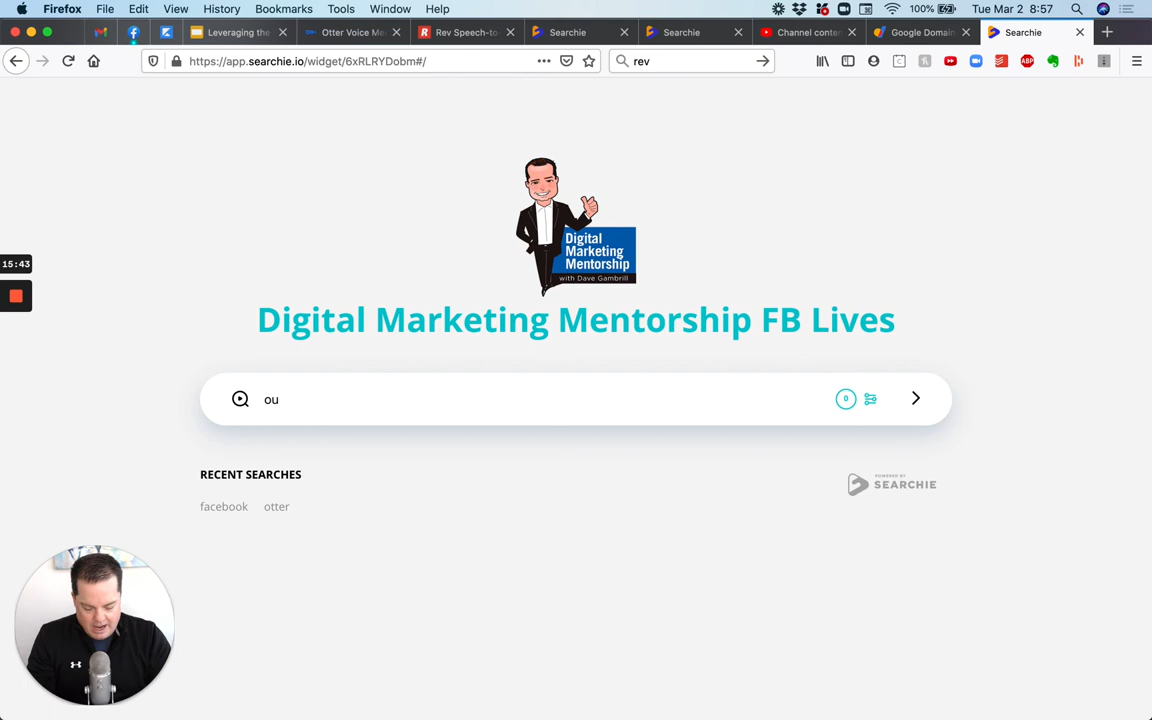 Firefox File Edit View History Bookmarks Tools Window Help 100% Tue Mar 2 8:57
Leveraging the Otter Voice Me Rev Speech-to- Searchie Searchie Channel conten Google Domain Searchie
https://app.searchie.io/widget/6xRLRYDobm#/ rev ABP
15:43
Digital
Marketing
Mentorship
with Dave Gambrill
Digital Marketing Mentorship FB Lives
ou 0
RECENT SEARCHES
POWERED BY
SEARCHIE
facebook otter